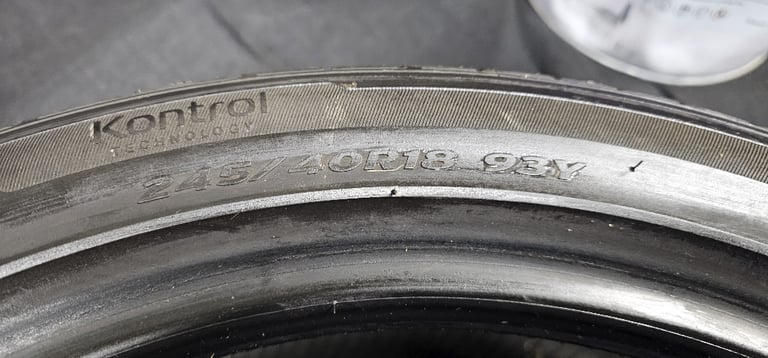 Kontrol
TECHNOLOGY
245/40R18 93Y